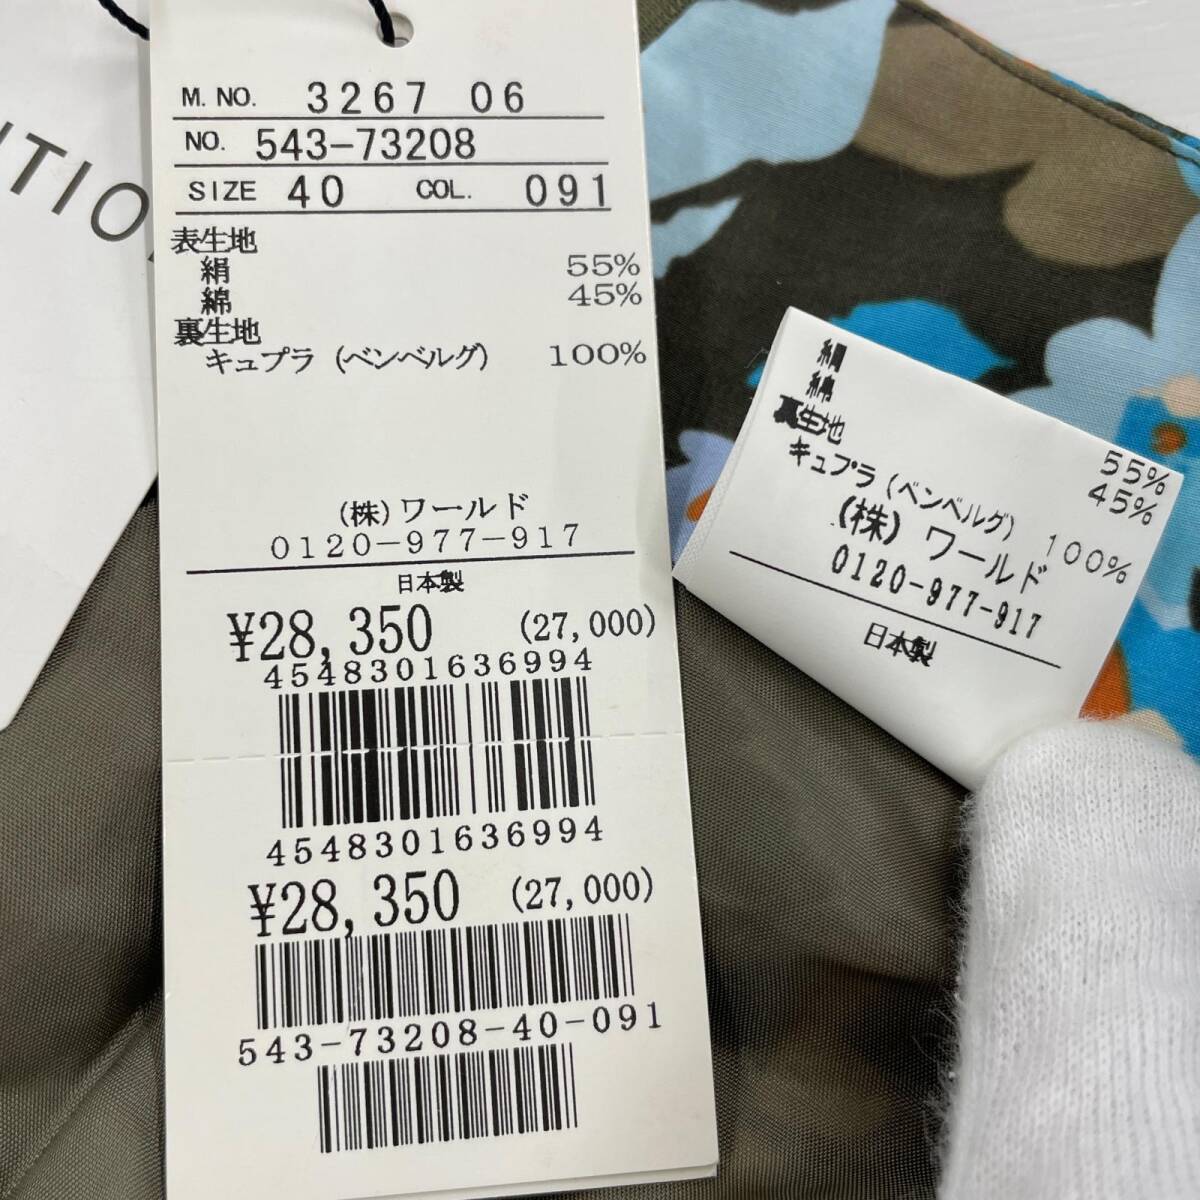 M. NO. 3267 06
NO. 543-73208
SIZE 40 COL. 091
表生地
絹 55%
綿 45%
裏生地
キュプラ (ベンベルグ) 100%
(株) ワールド
0120-977-917
日本製
¥28,350 (27,000)
4548301636994
4548301636994
¥28,350 (27,000)
543-73208-40-091
絹 55%
綿 45%
裏生地
キュプラ (ベンベルグ) 100%
(株) ワールド
0120-977-917
日本製